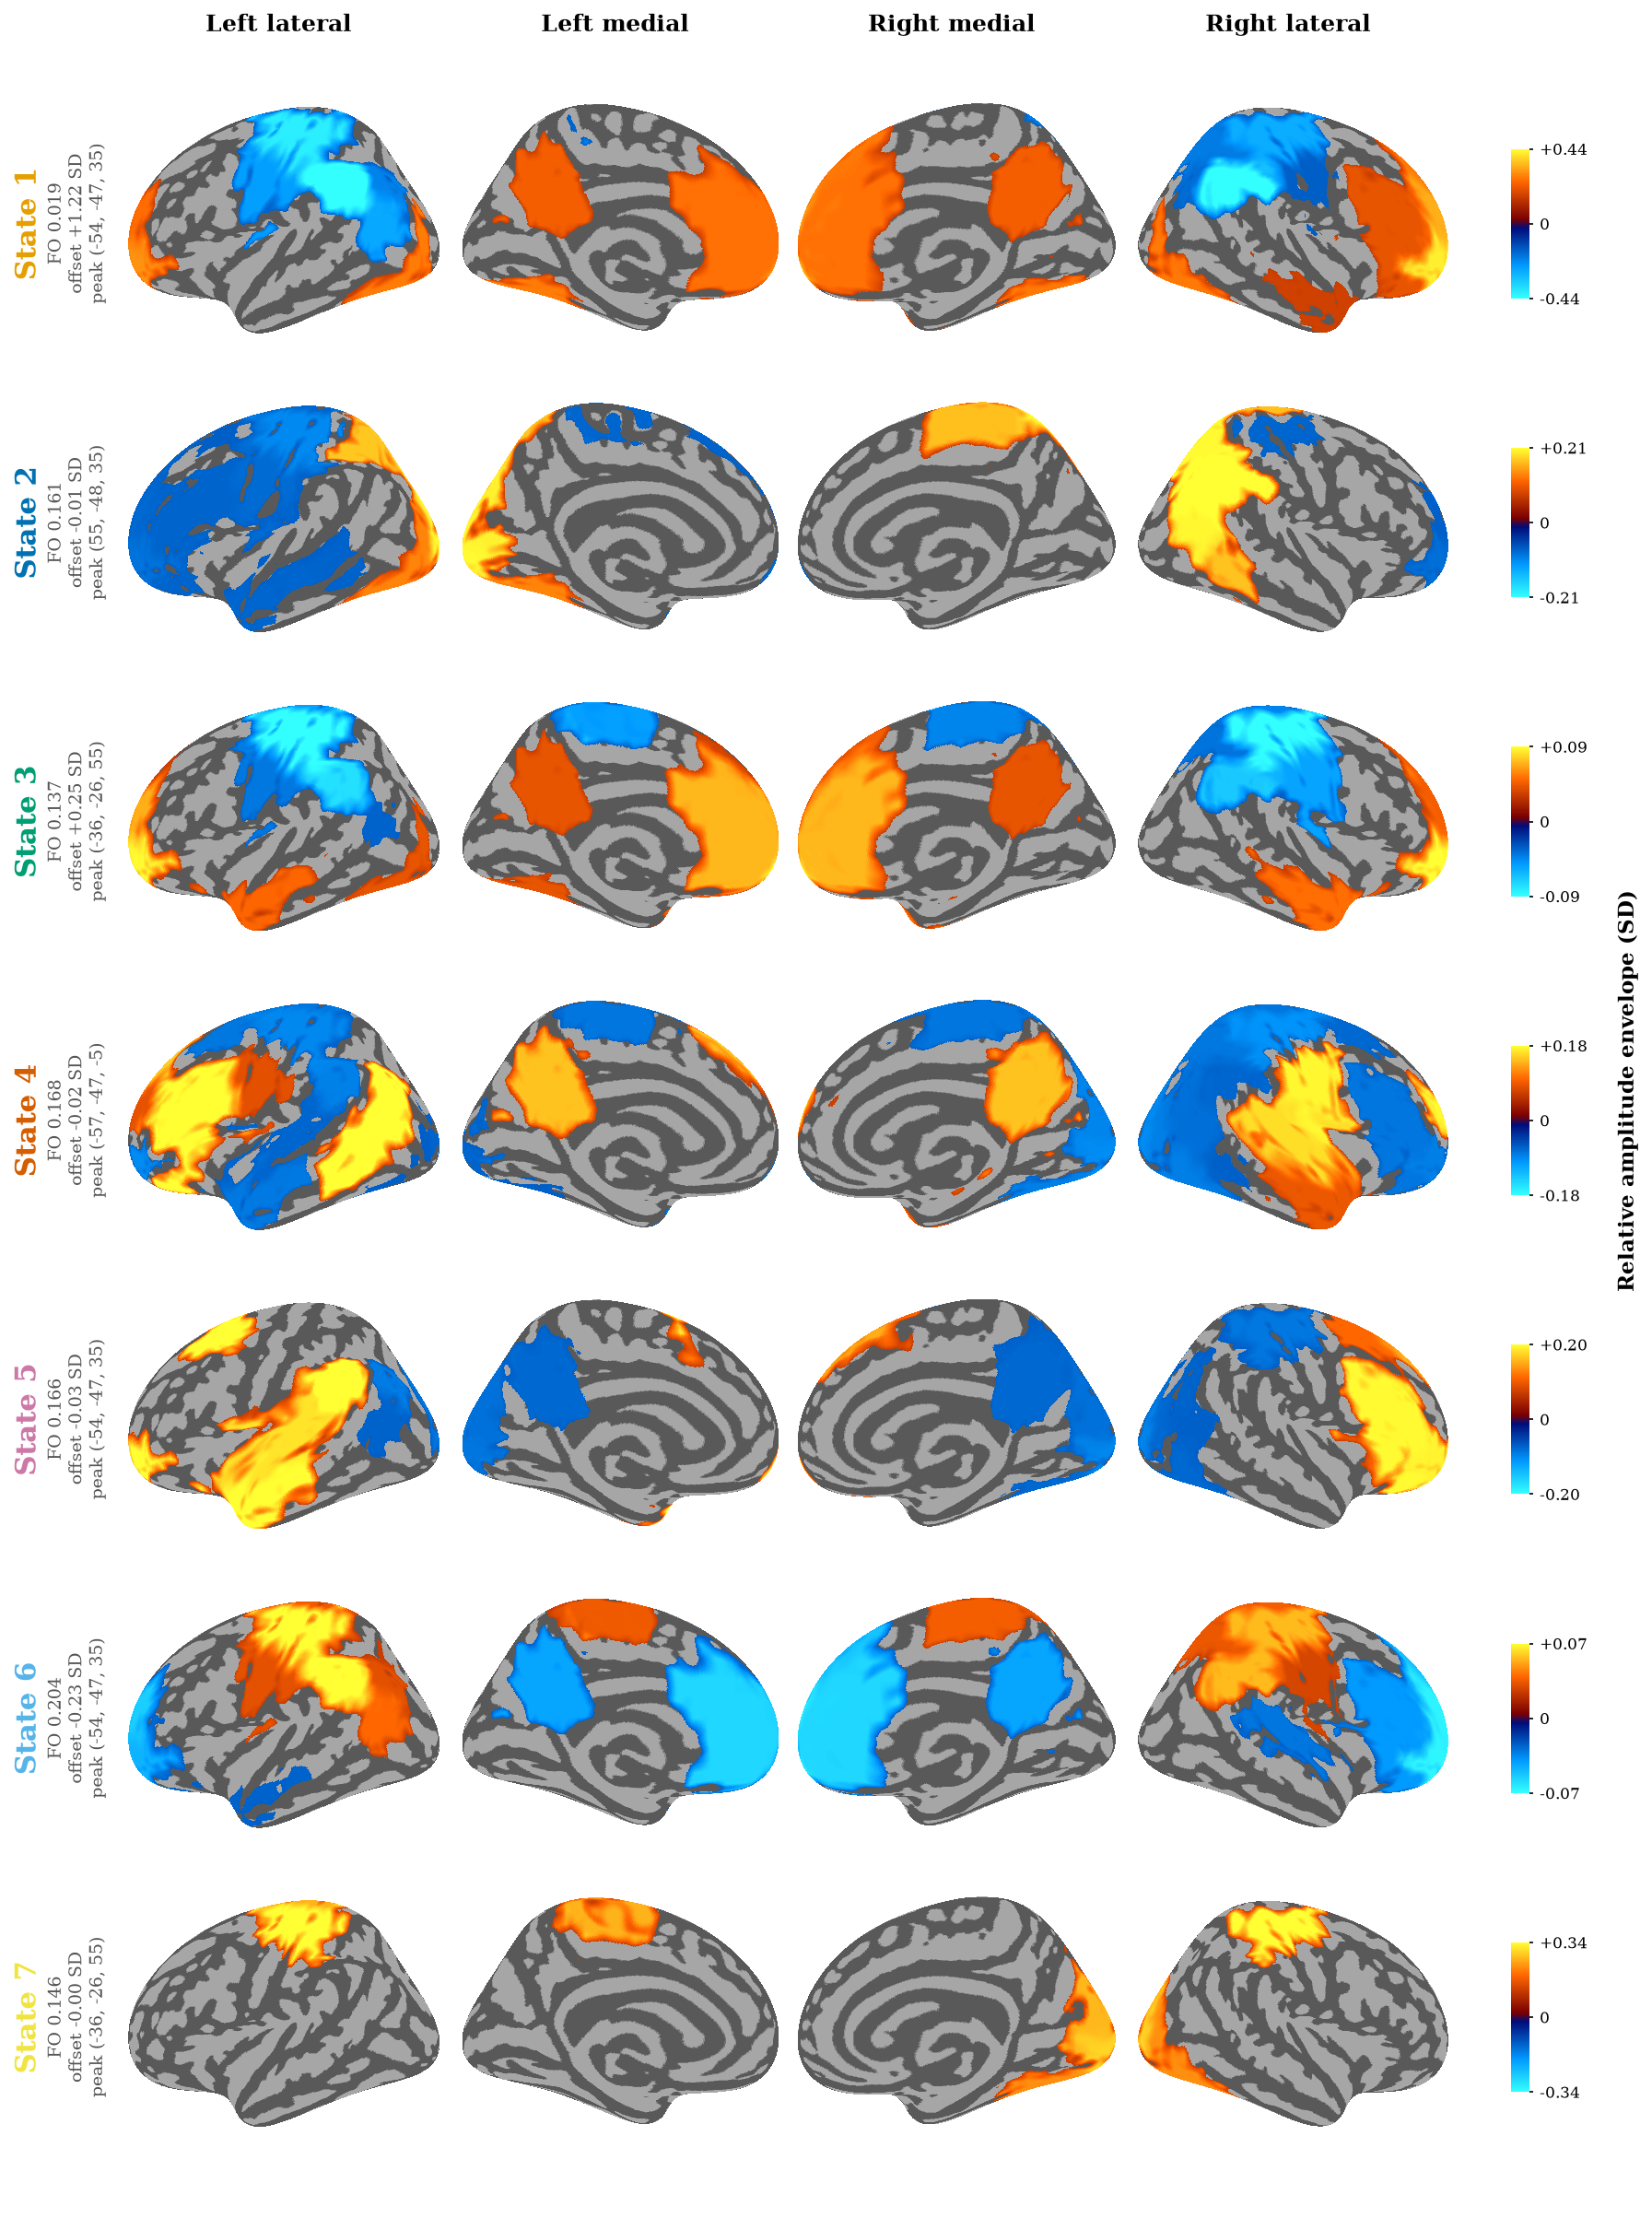 Left lateral
Left medial
Right medial
Right lateral
State 1
FO 0.019
offset +1.22 SD
peak (-54, -47, 35)
+0.44
0
-0.44
State 2
FO 0.161
offset -0.01 SD
peak (55, -48, 35)
+0.21
0
-0.21
State 3
FO 0.137
offset +0.25 SD
peak (-36, -26, 55)
+0.09
0
-0.09
State 4
FO 0.168
offset -0.02 SD
peak (-57, -47, -5)
+0.18
0
-0.18
State 5
FO 0.166
offset -0.03 SD
peak (-54, -47, 35)
+0.20
0
-0.20
State 6
FO 0.204
offset -0.23 SD
peak (-54, -47, 35)
+0.07
0
-0.07
State 7
FO 0.146
offset -0.00 SD
peak (-36, -26, 55)
+0.34
0
-0.34
Relative amplitude envelope (SD)